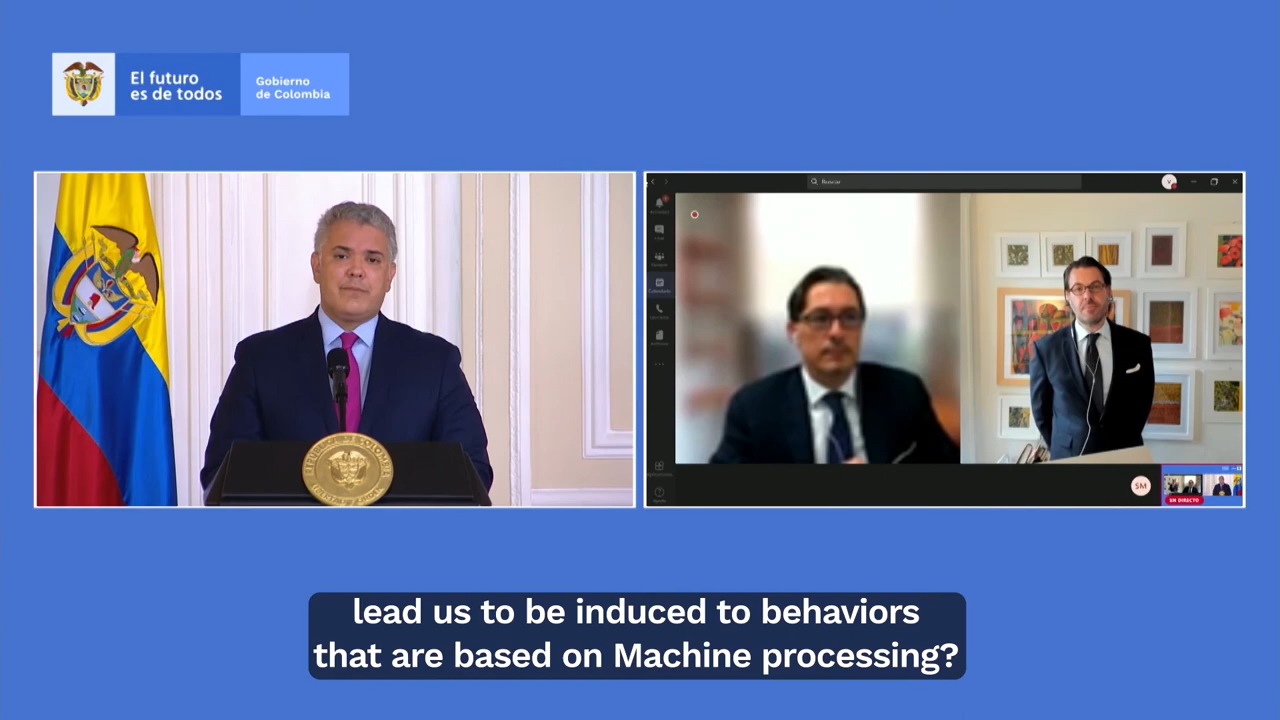 El futuro
es de todos
Gobierno
de Colombia
Buscar
SM
EN DIRECTO
lead us to be induced to behaviors
that are based on Machine processing?